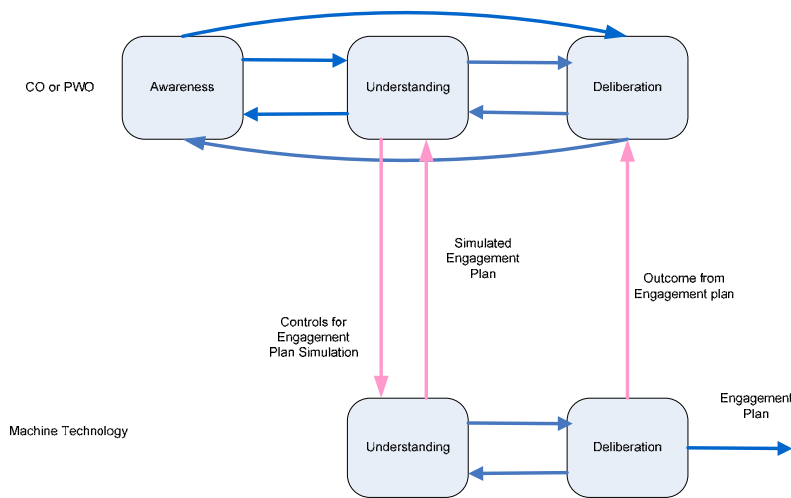 CO or PWO
Awareness
Understanding
Deliberation
Simulated
Engagement
Plan
Outcome from
Engagement plan
Controls for
Engagement
Plan Simulation
Engagement
Plan
Machine Technology
Understanding
Deliberation